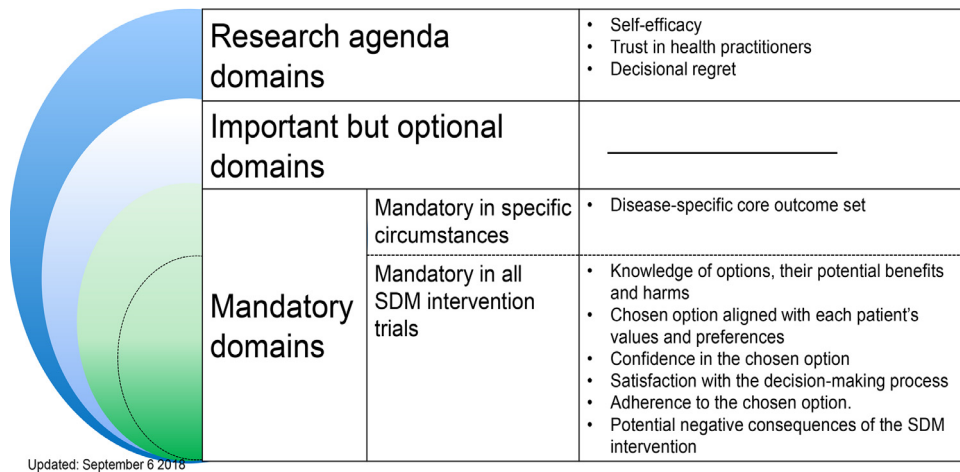 Research agenda
domains
• Self-efficacy
• Trust in health practitioners
• Decisional regret
Important but optional
domains
Mandatory
domains
Mandatory in specific
circumstances
• Disease-specific core outcome set
Mandatory in all
SDM intervention
trials
• Knowledge of options, their potential benefits
and harms
• Chosen option aligned with each patient's
values and preferences
• Confidence in the chosen option
• Satisfaction with the decision-making process
• Adherence to the chosen option.
• Potential negative consequences of the SDM
intervention
Updated: September 6 2018